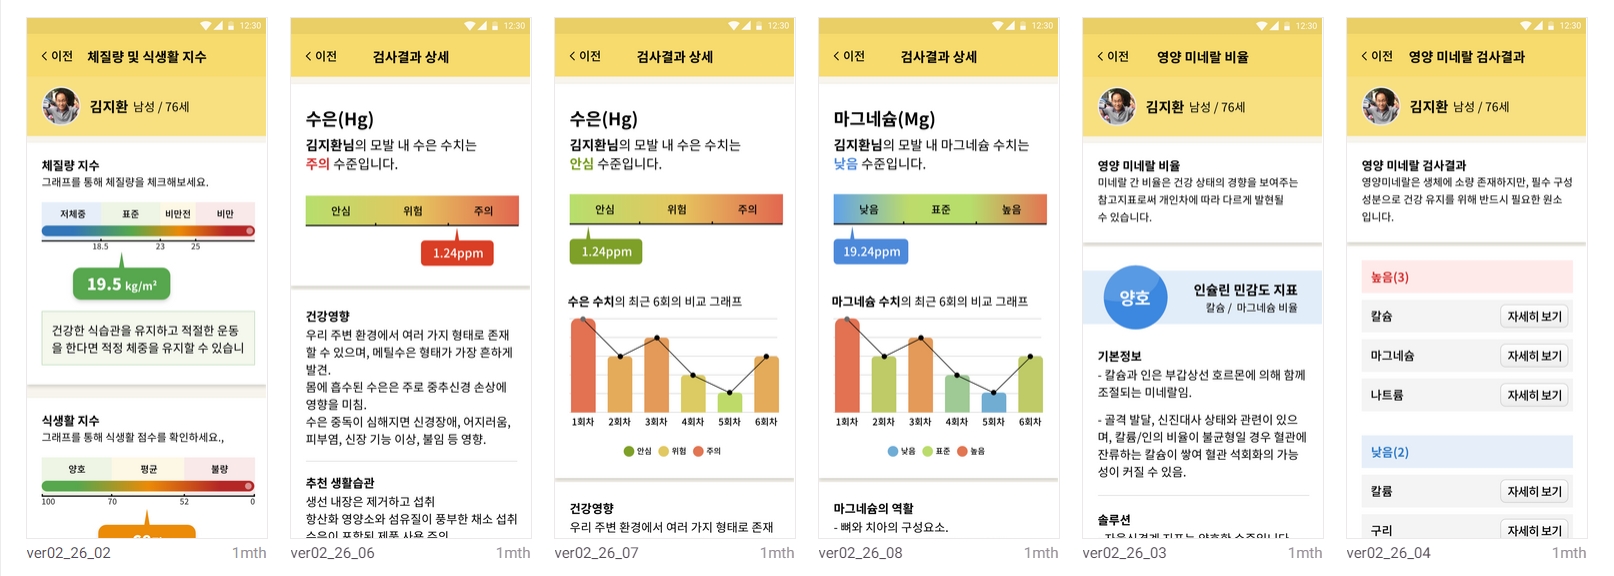 12:30
이전
체질량 및 식생활 지수
김지환 남성 / 76세
체질량 지수
그래프를 통해 체질량을 체크해보세요.
저체중 표준 비만전 비만
18.5 23 25
19.5 kg/m²
건강한 식습관을 유지하고 적절한 운동
을 한다면 적정 체중을 유지할 수 있습니
식생활 지수
그래프를 통해 식생활 점수를 확인하세요.,
양호 평균 불량
100 70 52 0
ver02_26_02 1mth
12:30
이전
검사결과 상세
수은(Hg)
김지환님의 모발 내 수은 수치는
주의 수준입니다.
안심 위험 주의
1.24ppm
건강영향
우리 주변 환경에서 여러 가지 형태로 존재
할 수 있으며, 메틸수은 형태가 가장 흔하게
발견.
몸에 흡수된 수은은 주로 중추신경 손상에
영향을 미침.
수은 중독이 심해지면 신경장애, 어지러움,
피부염, 신장 기능 이상, 불임 등 영향.
추천 생활습관
생선 내장은 제거하고 섭취
항산화 영양소와 섬유질이 풍부한 채소 섭취
수은이 포함된 제품 사용 주의
ver02_26_06 1mth
12:30
이전
검사결과 상세
수은(Hg)
김지환님의 모발 내 수은 수치는
안심 수준입니다.
안심 위험 주의
1.24ppm
수은 수치의 최근 6회의 비교 그래프
1회차 2회차 3회차 4회차 5회차 6회차
안심 위험 주의
건강영향
우리 주변 환경에서 여러 가지 형태로 존재
ver02_26_07 1mth
12:30
이전
검사결과 상세
마그네슘(Mg)
김지환님의 모발 내 마그네슘 수치는
낮음 수준입니다.
낮음 표준 높음
19.24ppm
마그네슘 수치의 최근 6회의 비교 그래프
1회차 2회차 3회차 4회차 5회차 6회차
낮음 표준 높음
마그네슘의 역할
- 뼈와 치아의 구성요소.
ver02_26_08 1mth
12:30
이전
영양 미네랄 비율
김지환 남성 / 76세
영양 미네랄 비율
미네랄 간 비율은 건강 상태의 경향을 보여주는
참고지표로써 개인차에 따라 다르게 발현될
수 있습니다.
양호
인슐린 민감도 지표
칼슘 / 마그네슘 비율
기본정보
- 칼슘과 인은 부갑상선 호르몬에 의해 함께
조절되는 미네랄임.
- 골격 발달, 신진대사 상태와 관련이 있으
며, 칼륨/인의 비율이 불균형일 경우 혈관에
잔류하는 칼슘이 쌓여 혈관 석회화의 가능
성이 커질 수 있음.
솔루션
ver02_26_03 1mth
12:30
이전
영양 미네랄 검사결과
김지환 남성 / 76세
영양 미네랄 검사결과
영양미네랄은 생체에 소량 존재하지만, 필수 구성
성분으로 건강 유지를 위해 반드시 필요한 원소
입니다.
높음(3)
칼슘 자세히 보기
마그네슘 자세히 보기
나트륨 자세히 보기
낮음(2)
칼륨 자세히 보기
구리 자세히 보기
ver02_26_04 1mth